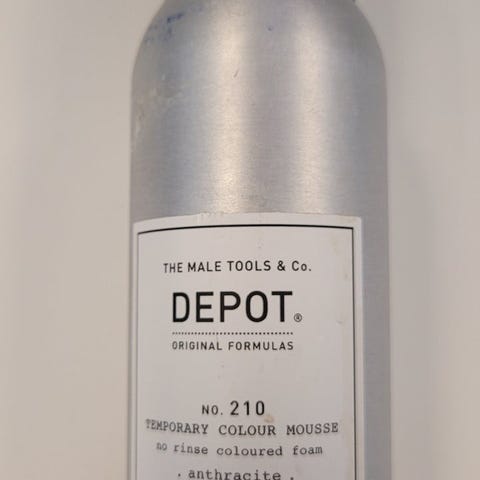 THE MALE TOOLS & Co.
DEPOT®
ORIGINAL FORMULAS
NO. 210
TEMPORARY COLOUR MOUSSE
no rinse coloured foam
. anthracite .